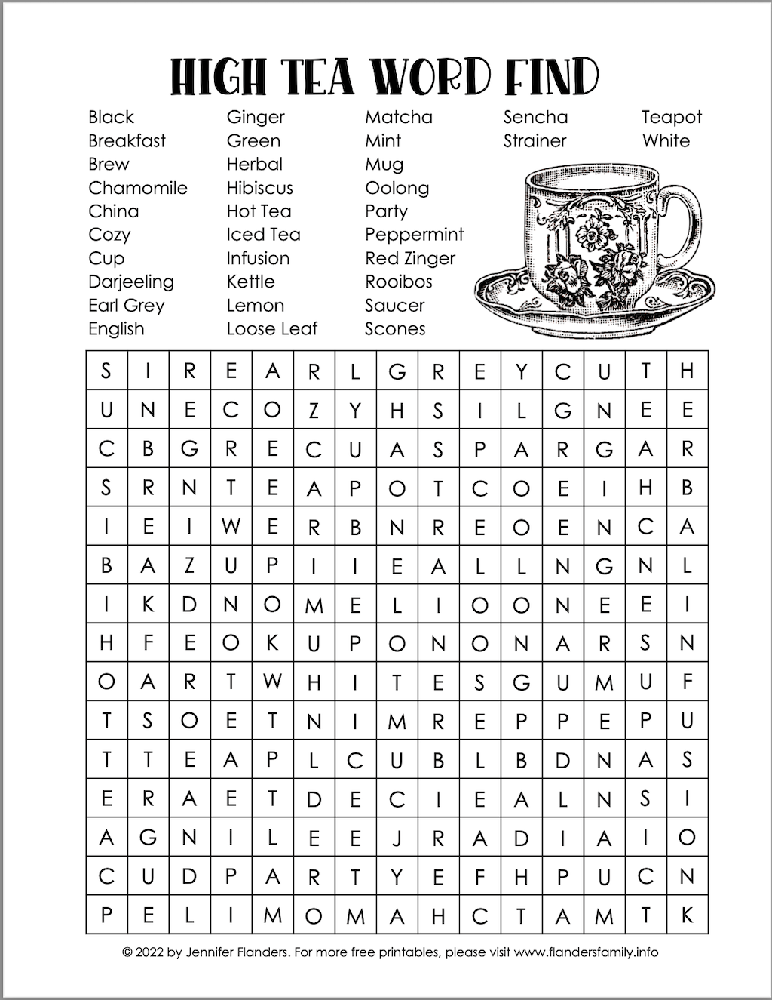 HIGH TEA WORD FIND
Black Ginger Matcha Sencha Teapot
Breakfast Green Mint Strainer White
Brew Herbal Mug
Chamomile Hibiscus Oolong
China Hot Tea Party
Cozy Iced Tea Peppermint
Cup Infusion Red Zinger
Darjeeling Kettle Rooibos
Earl Grey Lemon Saucer
English Loose Leaf Scones
S I R E A R L G R E Y C U T H
U N E C O Z Y H S I L G N E E
C B G R E C U A S P A R G A R
S R N T E A P O T C O E I H B
I E I W E R B N R E O E N C A
B A Z U P I I E A L L N G N L
I K D N O M E L I O O N E E I
H F E O K U P O N O N A R S N
O A R T W H I T E S G U M U F
T S O E T N I M R E P P E P U
T T E A P L C U B L B D N A S
E R A E T D E C I E A L N S I
A G N I L E E J R A D I A I O
C U D P A R T Y E F H P U C N
P E L I M O M A H C T A M T K
© 2022 by Jennifer Flanders. For more free printables, please visit www.flandersfamily.info